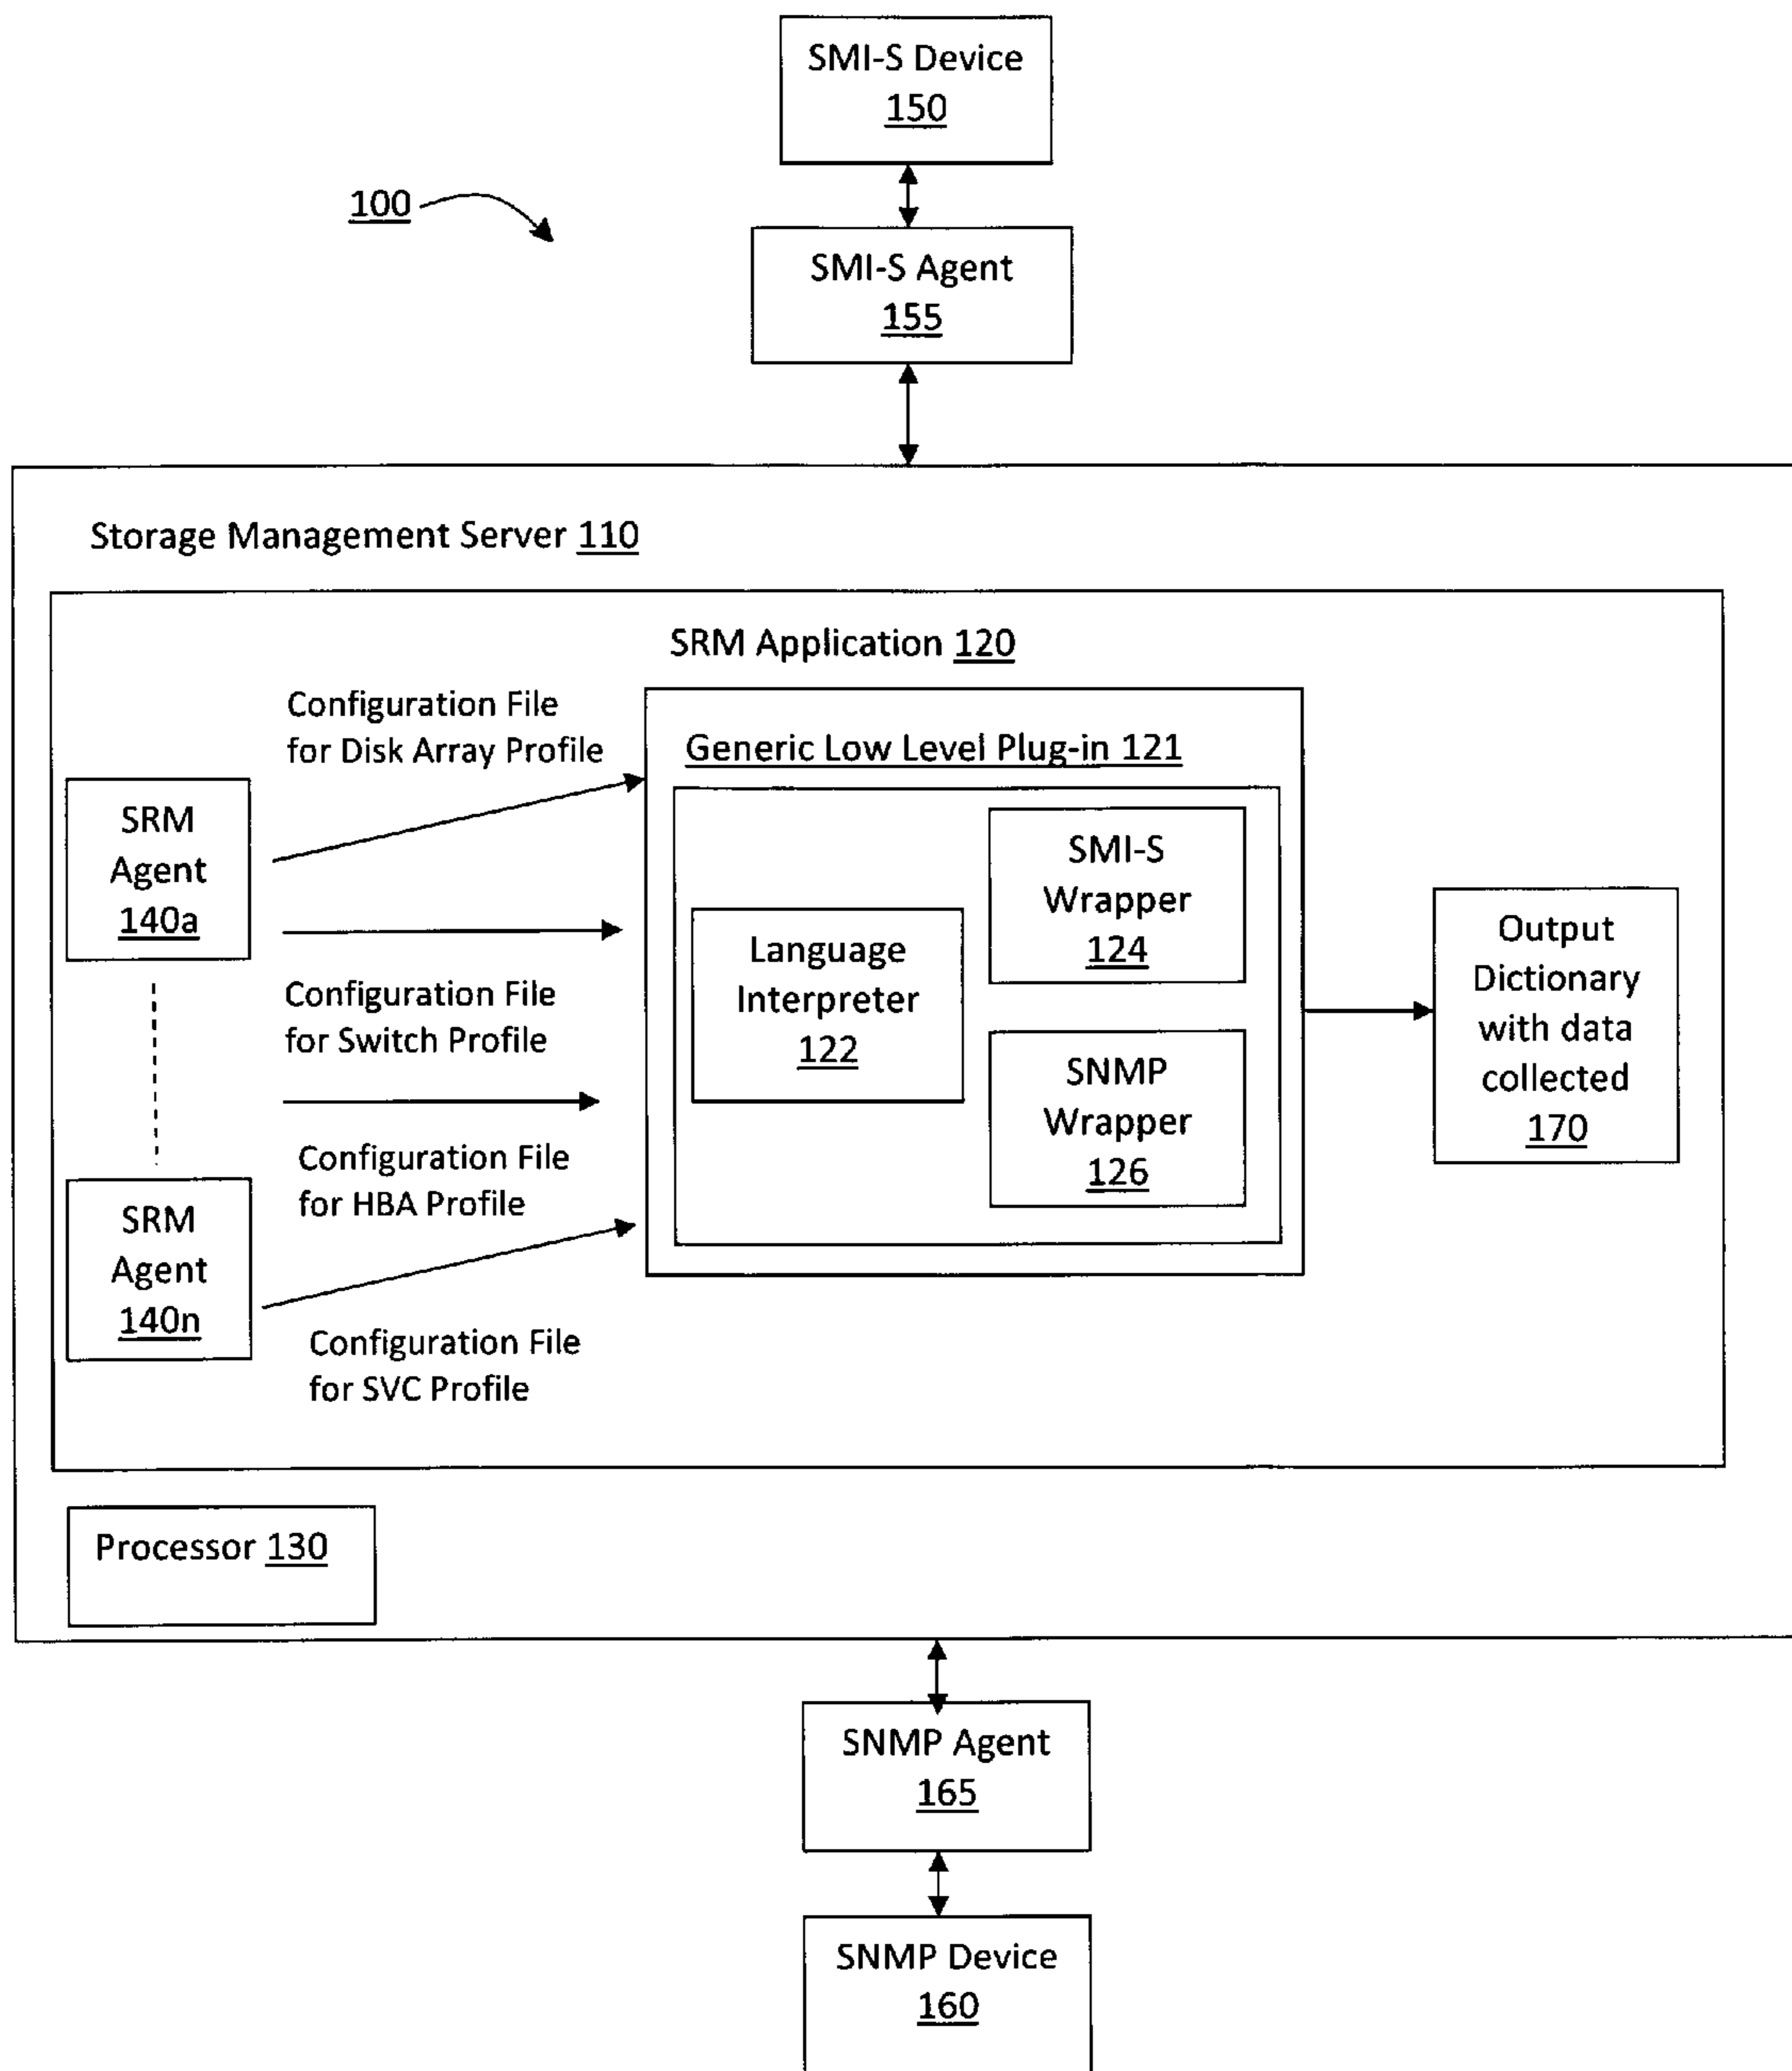 SMI-S Device
150
100
SMI-S Agent
155
Storage Management Server 110
SRM Application 120
Configuration File
for Disk Array Profile
Generic Low Level Plug-in 121
SRM
Agent
140a
SMI-S
Wrapper
124
Language
Interpreter
122
Output
Dictionary
with data
collected
170
Configuration File
for Switch Profile
SNMP
Wrapper
126
Configuration File
for HBA Profile
SRM
Agent
140n
Configuration File
for SVC Profile
Processor 130
SNMP Agent
165
SNMP Device
160